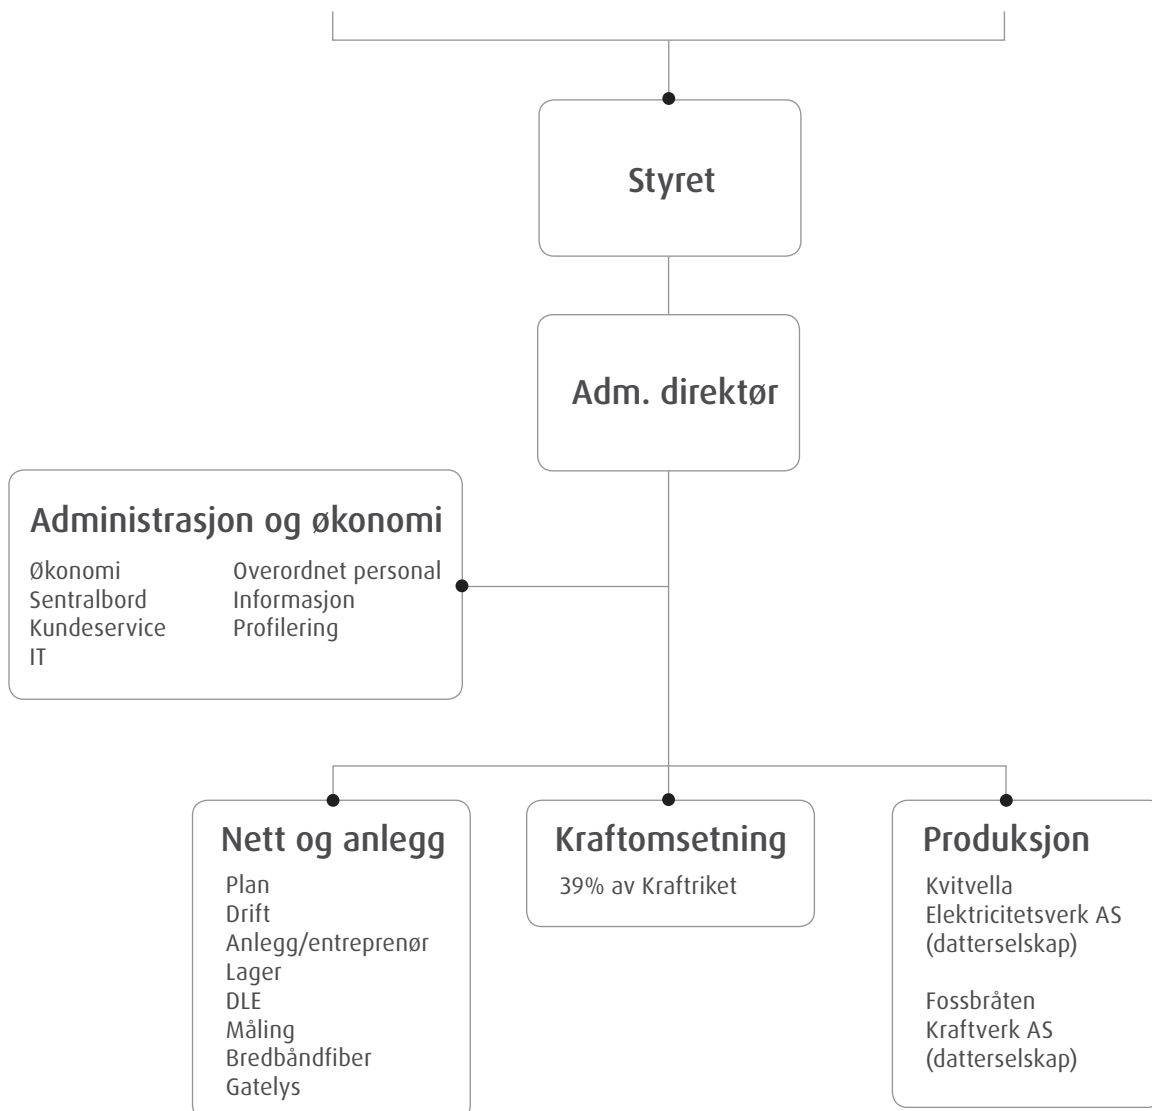 Styret
Adm. direktør
Administrasjon og økonomi
Økonomi
Sentralbord
Kundeservice
IT
Overordnet personal
Informasjon
Profilering
Nett og anlegg
Plan
Drift
Anlegg/entreprenør
Lager
DLE
Måling
Bredbåndfiber
Gatelys
Kraftomsetning
39% av Kraftriket
Produksjon
Kvitvella
Elektricitetsverk AS
(datterselskap)
Fossbråten
Kraftverk AS
(datterselskap)